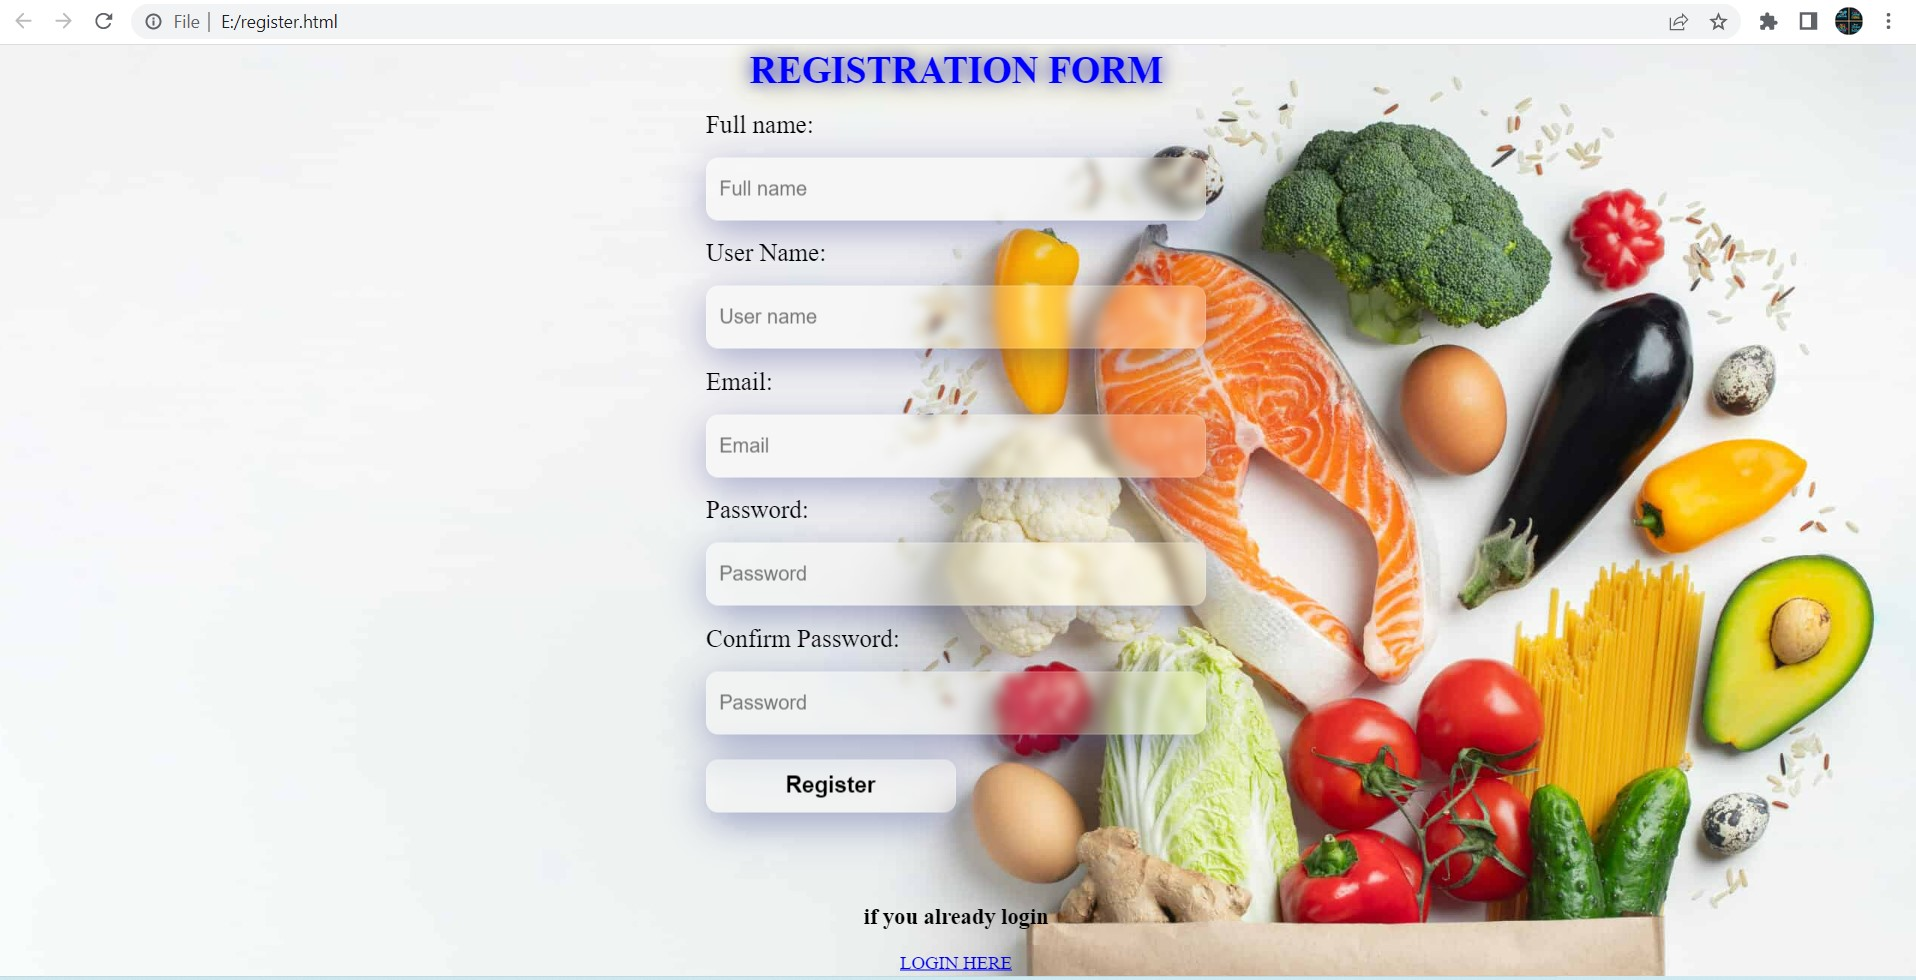 File | E:/register.html
REGISTRATION FORM
Full name:
Full name
User Name:
User name
Email:
Email
Password:
Password
Confirm Password:
Password
Register
if you already login
LOGIN HERE